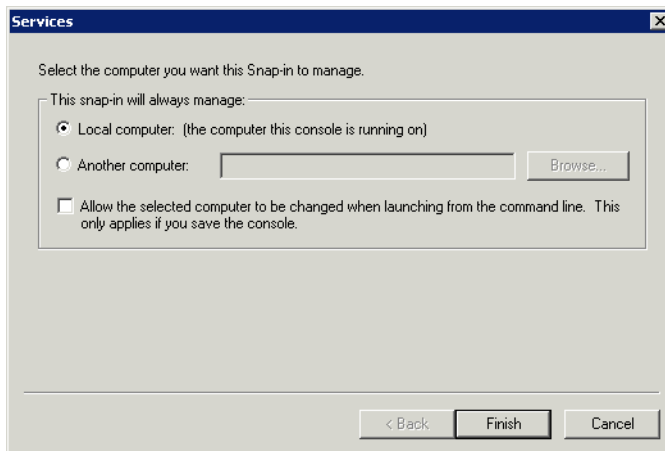 Services
Select the computer you want this Snap-in to manage.
This snap-in will always manage:
Local computer:  (the computer this console is running on)
Another computer:
Browse...
Allow the selected computer to be changed when launching from the command line.  This
only applies if you save the console.
< Back
Finish
Cancel